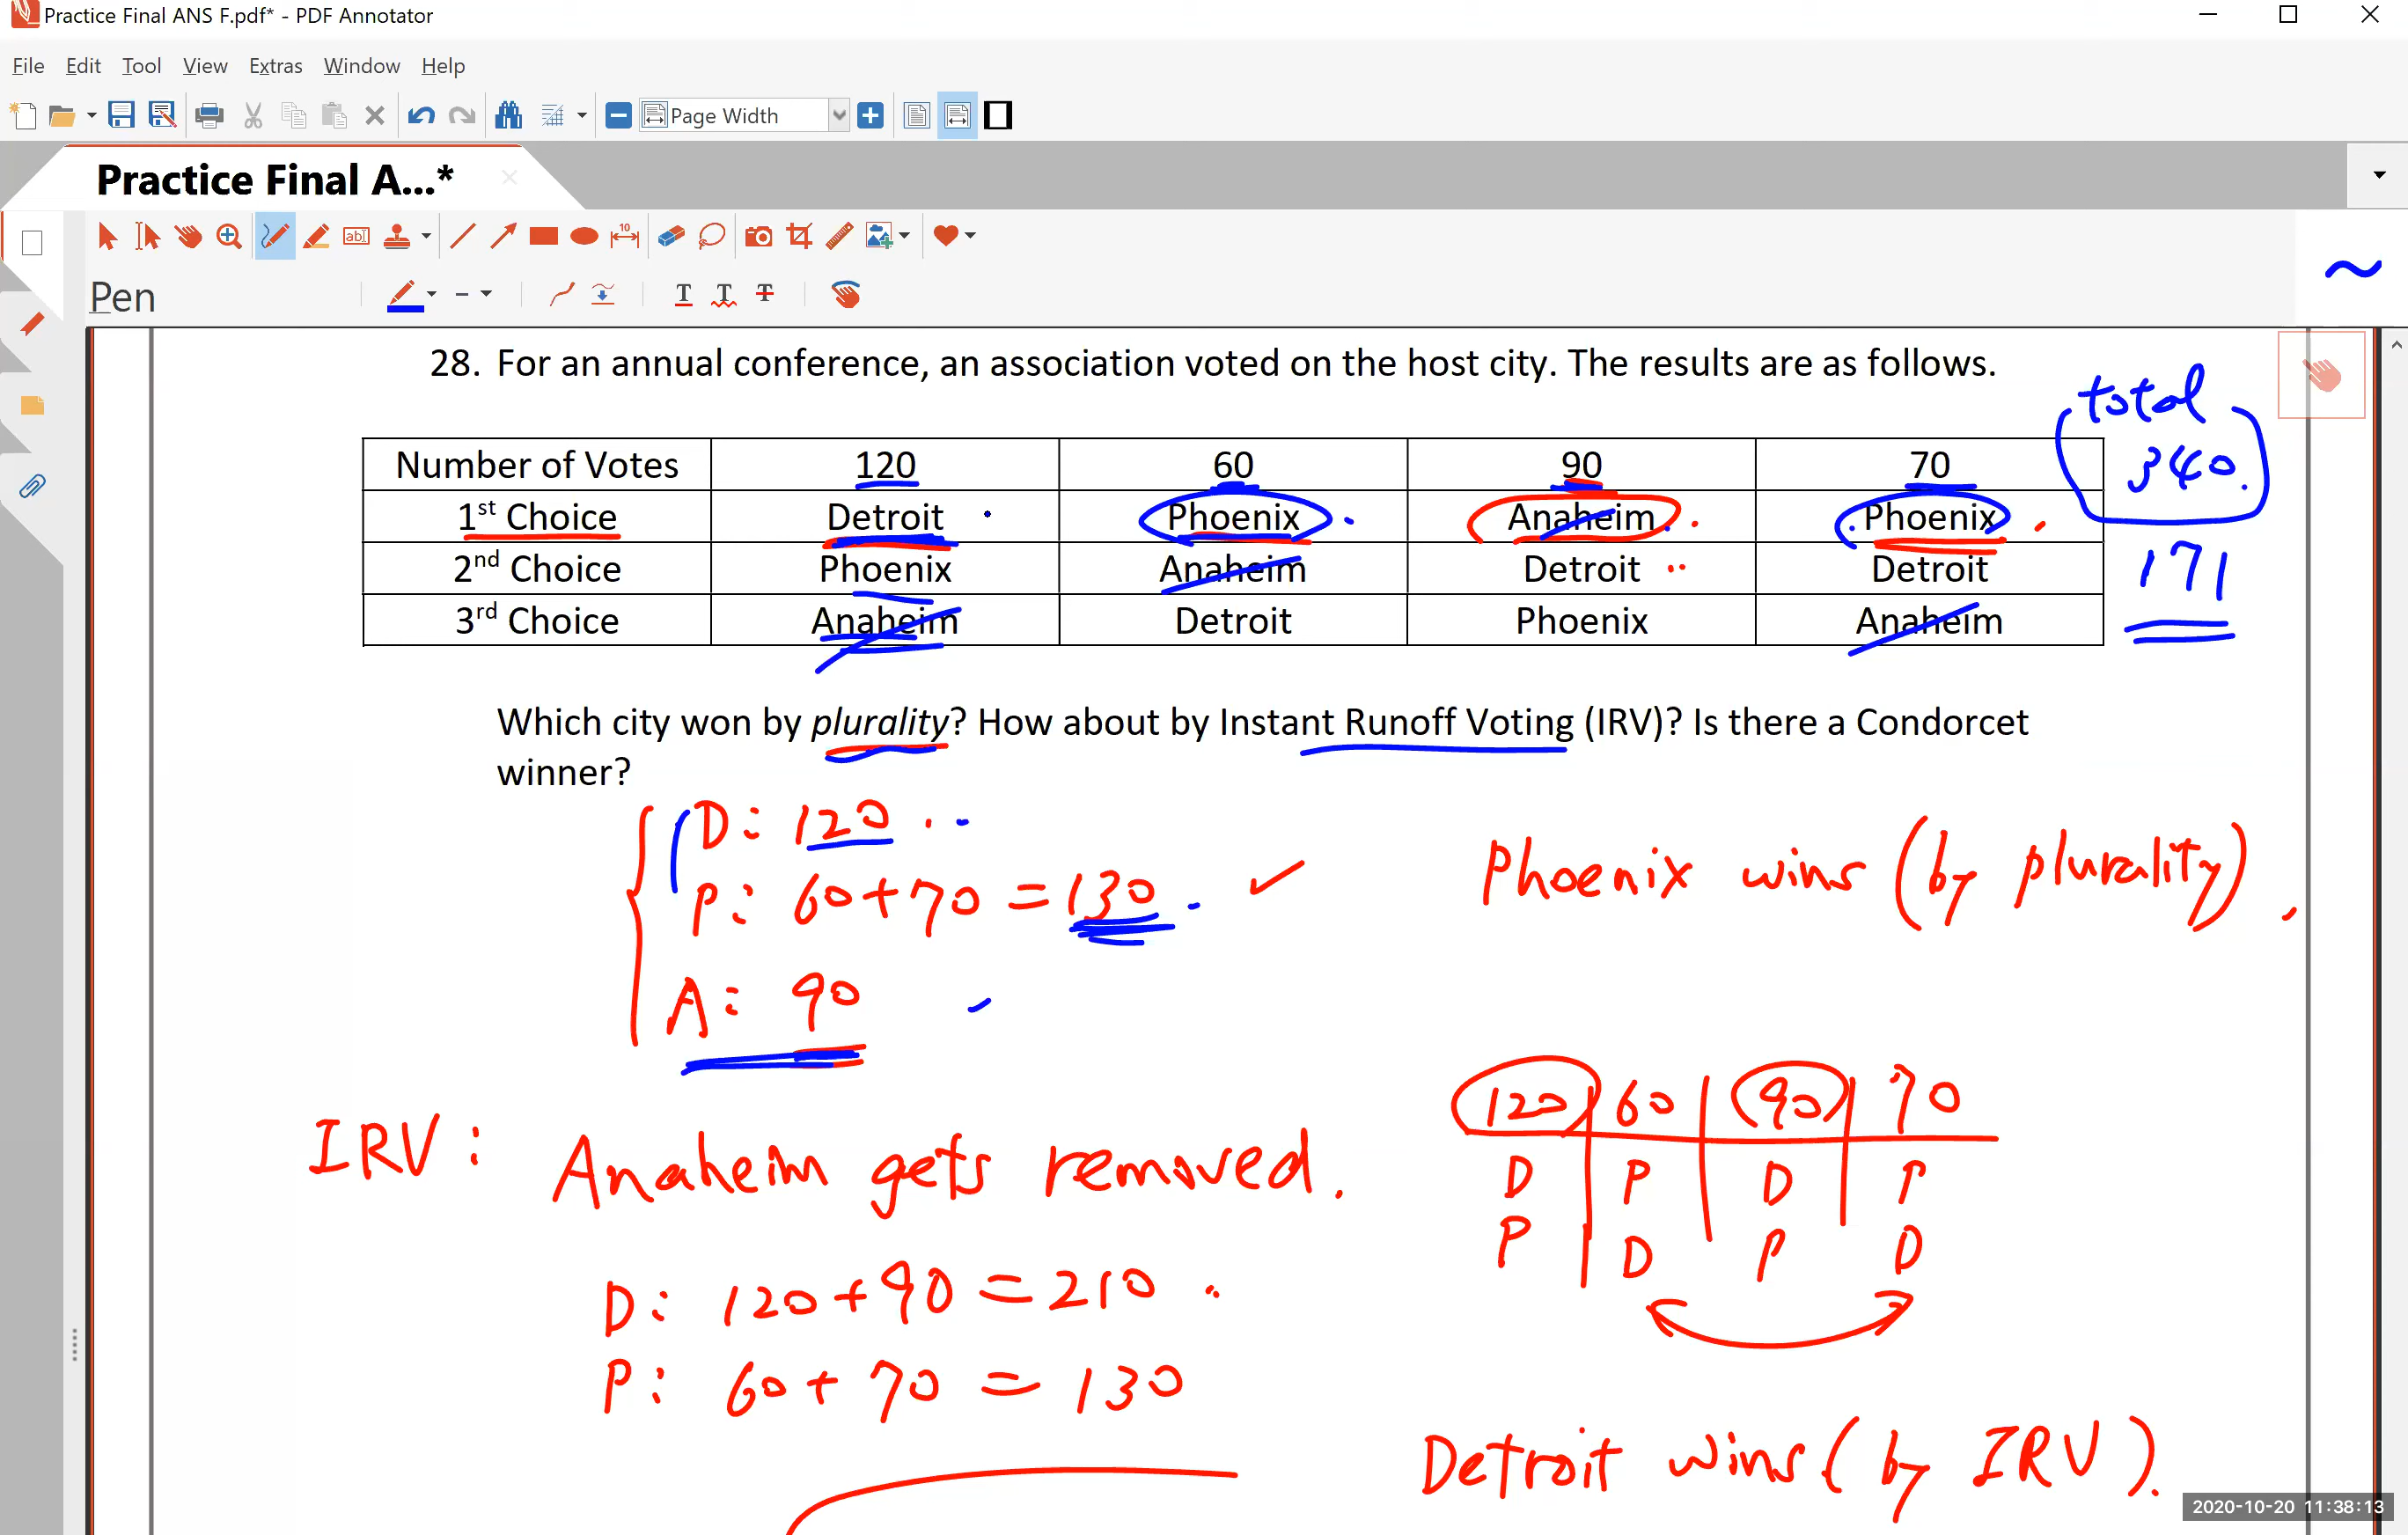 Practice Final ANS F.pdf* - PDF Annotator
File Edit Tool View Extras Window Help
Page Width
Practice Final A...*
Pen
28. For an annual conference, an association voted on the host city. The results are as follows.
total
340.
171
Number of Votes 120 60 90 70
1st Choice Detroit Phoenix Anaheim Phoenix
2nd Choice Phoenix Anaheim Detroit Detroit
3rd Choice Anaheim Detroit Phoenix Anaheim
Which city won by plurality? How about by Instant Runoff Voting (IRV)? Is there a Condorcet
winner?
D: 120
P: 60+70 = 130
A: 90
Phoenix wins (by plurality).
IRV: Anaheim gets removed.
120 60 90 70
D P D P
P D P D
D: 120+90 = 210
P: 60+70 = 130
Detroit wins (by IRV).
2020-10-20 11:38:13